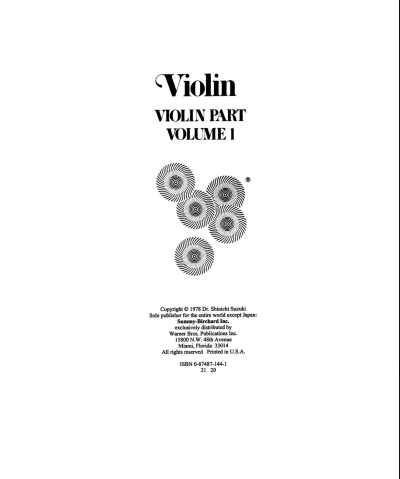 Violin
VIOLIN PART
VOLUME 1
®
Copyright © 1978 Dr. Shinichi Suzuki
Sole publisher for the entire world except Japan:
Summy-Birchard Inc.
exclusively distributed by
Warner Bros. Publications Inc.
15800 N.W. 48th Avenue
Miami, Florida 33014
All rights reserved Printed in U.S.A.
ISBN 0-87487-144-1
21 20